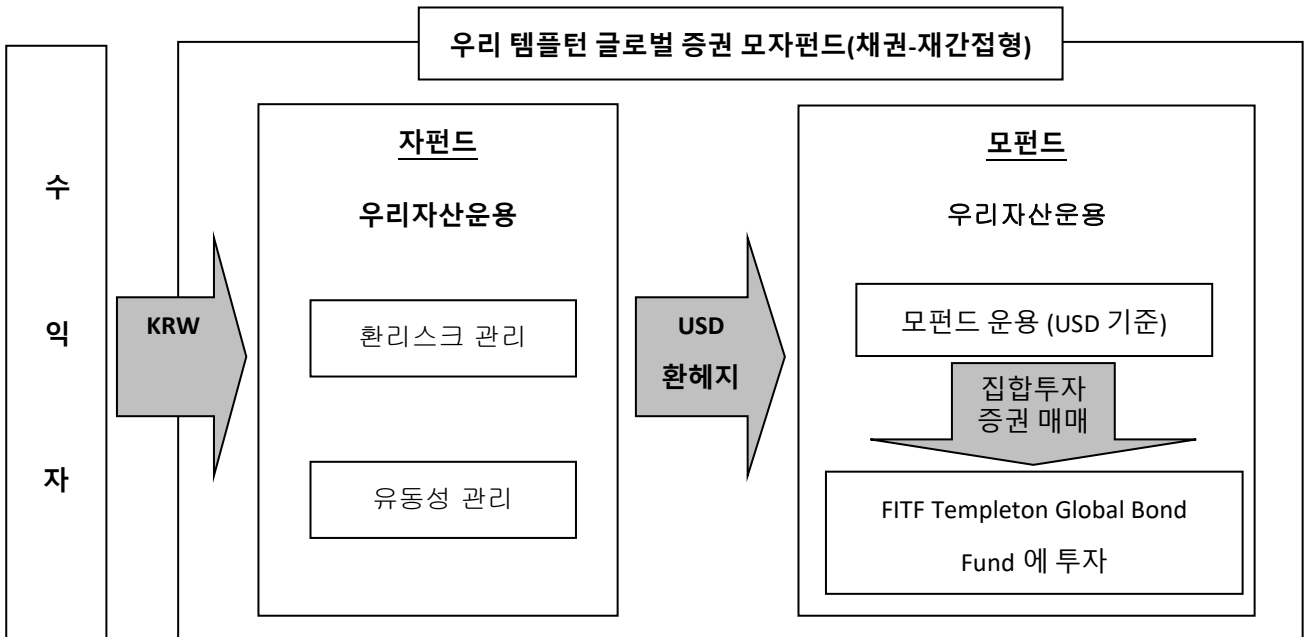 우리 템플턴 글로벌 증권 모자펀드(채권-재간접형)
수
익
자
KRW
자펀드
우리자산운용
환리스크 관리
유동성 관리
USD
환헤지
모펀드
우리자산운용
모펀드 운용 (USD 기준)
집합투자
증권 매매
FITF Templeton Global Bond
Fund 에 투자